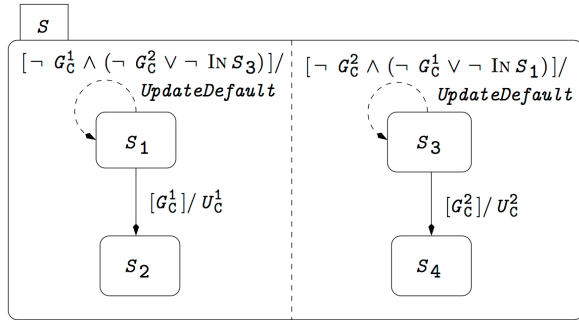 S
[¬ G_C^1 ∧ (¬ G_C^2 ∨ ¬ IN S_3)]/
UpdateDefault
[¬ G_C^2 ∧ (¬ G_C^1 ∨ ¬ IN S_1)]/
UpdateDefault
S_1
S_3
[G_C^1]/ U_C^1
[G_C^2]/ U_C^2
S_2
S_4